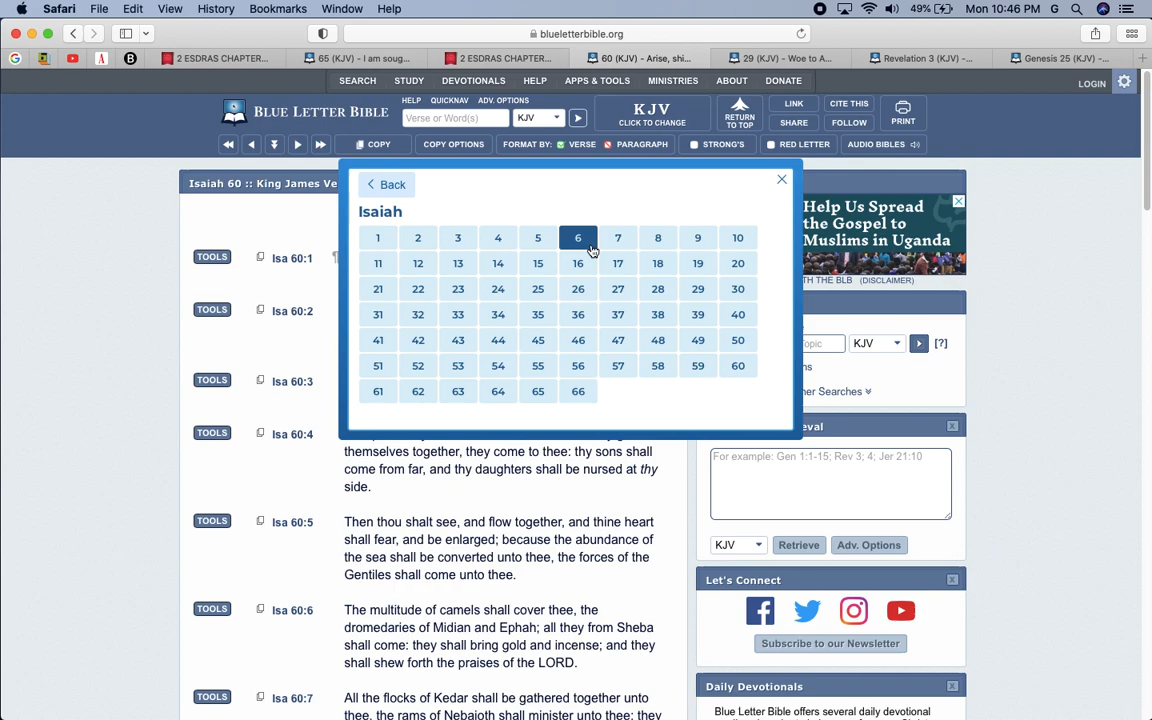 Safari File Edit View History Bookmarks Window Help 49% Mon 10:46 PM G
blueletterbible.org
2 ESDRAS CHAPTER... 65 (KJV) - I am soug... 2 ESDRAS CHAPTER... 60 (KJV) - Arise, shi... 29 (KJV) - Woe to A... Revelation 3 (KJV) -... Genesis 25 (KJV) -...
SEARCH STUDY DEVOTIONALS HELP APPS & TOOLS MINISTRIES ABOUT DONATE LOGIN
BLUE LETTER BIBLE
HELP QUICKNAV ADV. OPTIONS
Verse or Word(s) KJV
KJV
CLICK TO CHANGE
RETURN
TO TOP
LINK CITE THIS
SHARE FOLLOW
PRINT
COPY COPY OPTIONS FORMAT BY: VERSE PARAGRAPH STRONG'S RED LETTER AUDIO BIBLES
Isaiah 60 :: King James Ve
Back
Isaiah
1 2 3 4 5 6 7 8 9 10
11 12 13 14 15 16 17 18 19 20
21 22 23 24 25 26 27 28 29 30
31 32 33 34 35 36 37 38 39 40
41 42 43 44 45 46 47 48 49 50
51 52 53 54 55 56 57 58 59 60
61 62 63 64 65 66
TOOLS Isa 60:1 ¶
TOOLS Isa 60:2
TOOLS Isa 60:3
TOOLS Isa 60:4
themselves together, they come to thee: thy sons shall
come from far, and thy daughters shall be nursed at thy
side.
TOOLS Isa 60:5 Then thou shalt see, and flow together, and thine heart
shall fear, and be enlarged; because the abundance of
the sea shall be converted unto thee, the forces of the
Gentiles shall come unto thee.
TOOLS Isa 60:6 The multitude of camels shall cover thee, the
dromedaries of Midian and Ephah; all they from Sheba
shall come: they shall bring gold and incense; and they
shall shew forth the praises of the LORD.
TOOLS Isa 60:7 All the flocks of Kedar shall be gathered together unto
thee, the rams of Nebaioth shall minister unto thee: they
Help Us Spread
the Gospel to
Muslims in Uganda
TH THE BLB (DISCLAIMER)
opic KJV [?]
ns
her Searches
eval
For example: Gen 1:1-15; Rev 3; 4; Jer 21:10
KJV Retrieve Adv. Options
Let's Connect
Subscribe to our Newsletter
Daily Devotionals
Blue Letter Bible offers several daily devotional